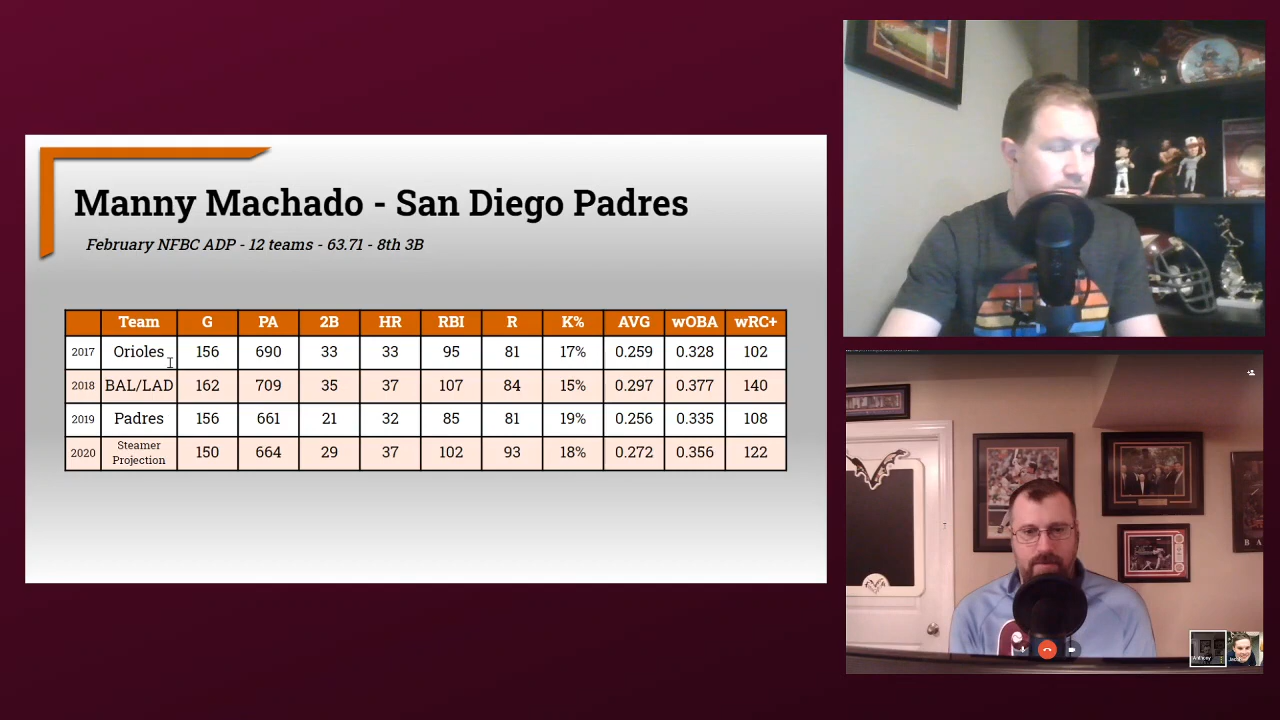 Manny Machado - San Diego Padres
February NFBC ADP - 12 teams - 63.71 - 8th 3B
Team G PA 2B HR RBI R K% AVG wOBA wRC+
2017 Orioles 156 690 33 33 95 81 17% 0.259 0.328 102
2018 BAL/LAD 162 709 35 37 107 84 15% 0.297 0.377 140
2019 Padres 156 661 21 32 85 81 19% 0.256 0.335 108
2020 Steamer Projection 150 664 29 37 102 93 18% 0.272 0.356 122
Anthony